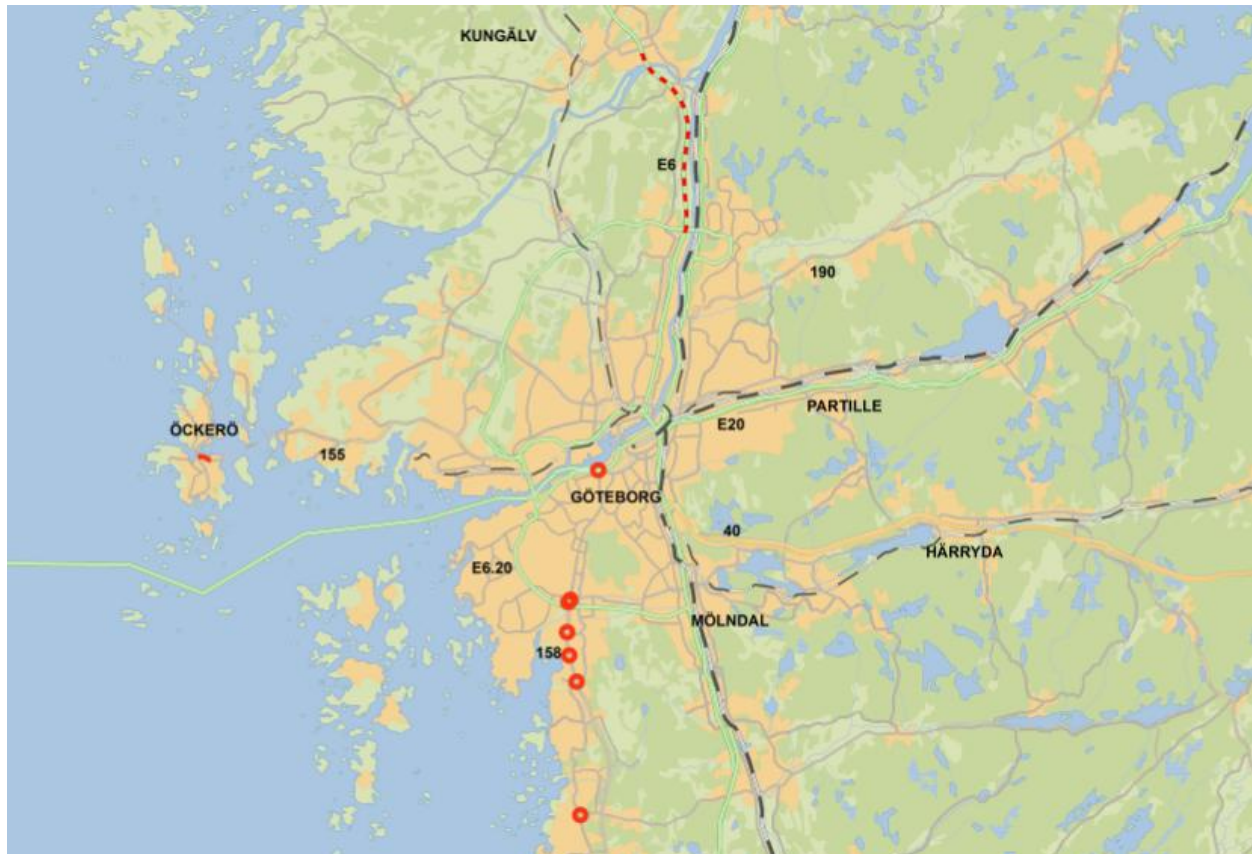 KUNGÄLV
E6
190
PARTILLE
E20
ÖCKERÖ
155
GÖTEBORG
40
HÄRRYDA
E6.20
MÖLNDAL
158